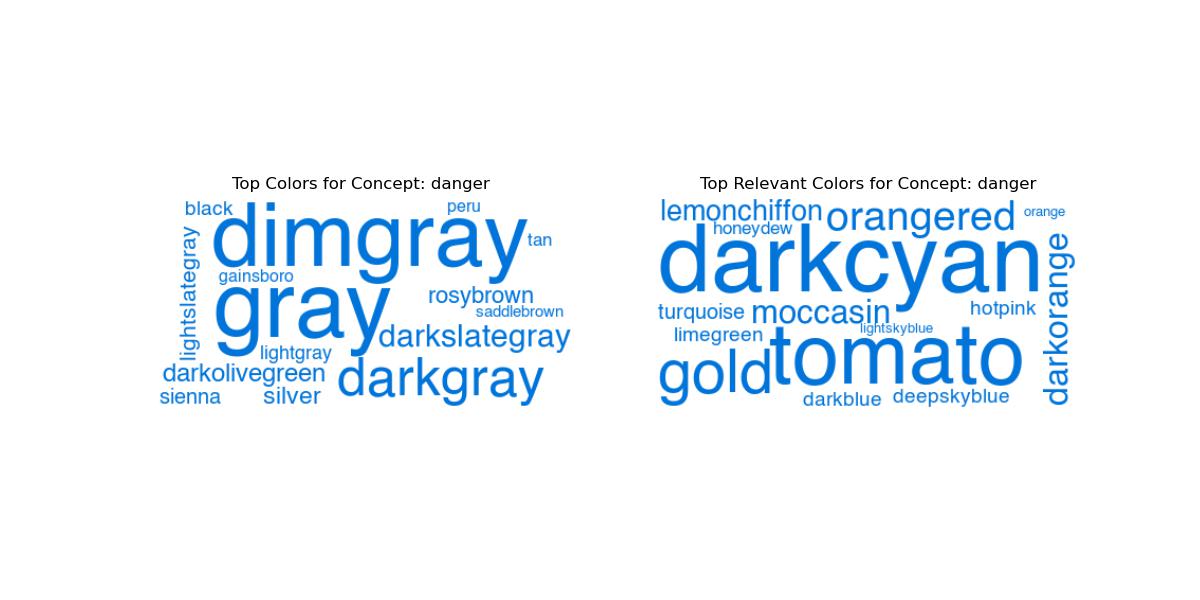 Top Colors for Concept: danger
black
dimgray
peru
tan
lightslategray
gainsboro
gray
rosybrown
saddlebrown
darkslategray
lightgray
darkolivegreen
darkgray
sienna
silver
Top Relevant Colors for Concept: danger
lemonchiffon
orangered
orange
honeydew
darkcyan
darkorange
turquoise
moccasin
hotpink
limegreen
lightskyblue
gold
tomato
darkblue
deepskyblue